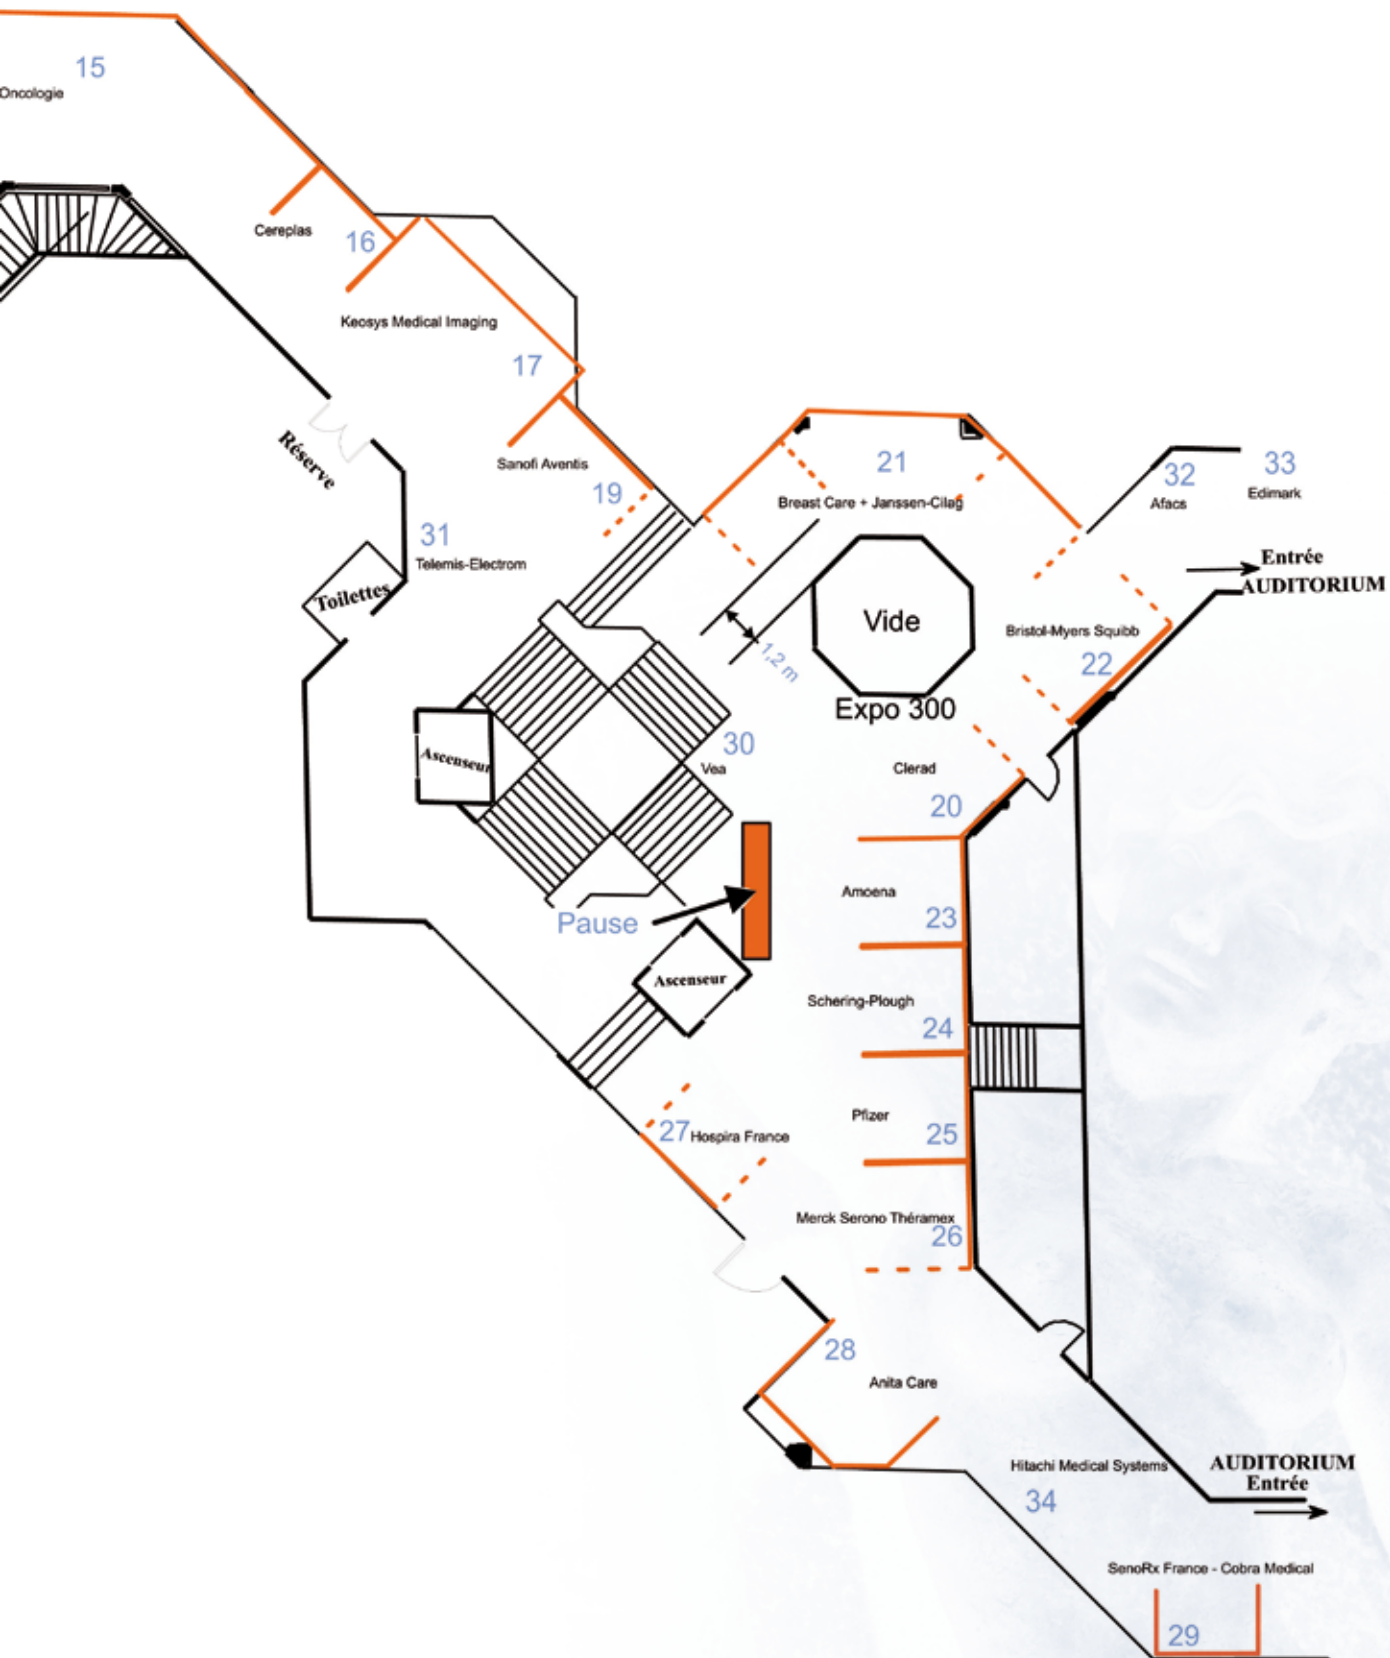 15
Oncologie
Cereplas
16
Keosys Medical Imaging
17
Réserve
Sanofi Aventis
19
21
Breast Care + Janssen-Cilag
32
Afacs
33
Edimark
31
Telemis-Electrom
Toilettes
Entrée
AUDITORIUM
Vide
1,2 m
Expo 300
Bristol-Myers Squibb
22
Ascenseur
30
Vea
Clerad
20
Amoena
23
Pause
Ascenseur
Schering-Plough
24
Pfizer
25
27 Hospira France
Merck Serono Théramex
26
28
Anita Care
Hitachi Medical Systems
34
AUDITORIUM
Entrée
SenoRx France - Cobra Medical
29